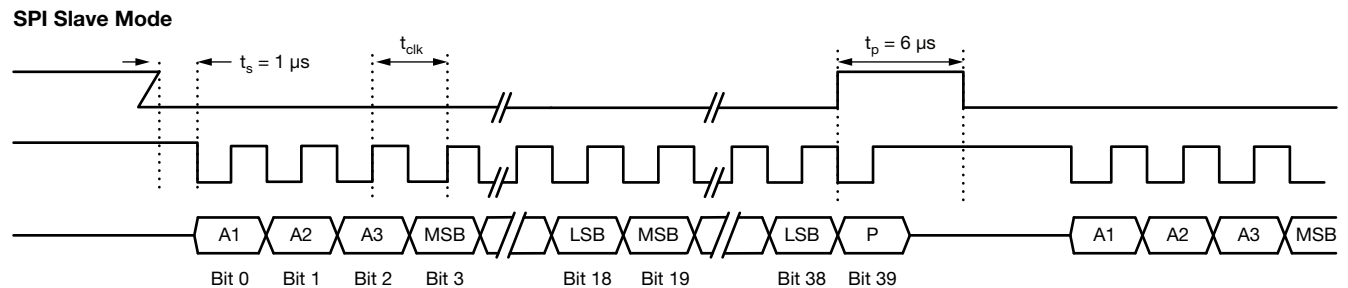 SPI Slave Mode
tₛ = 1 µs
t_clk
tₚ = 6 µs
A1 A2 A3 MSB LSB MSB LSB P A1 A2 A3 MSB
Bit 0 Bit 1 Bit 2 Bit 3 Bit 18 Bit 19 Bit 38 Bit 39